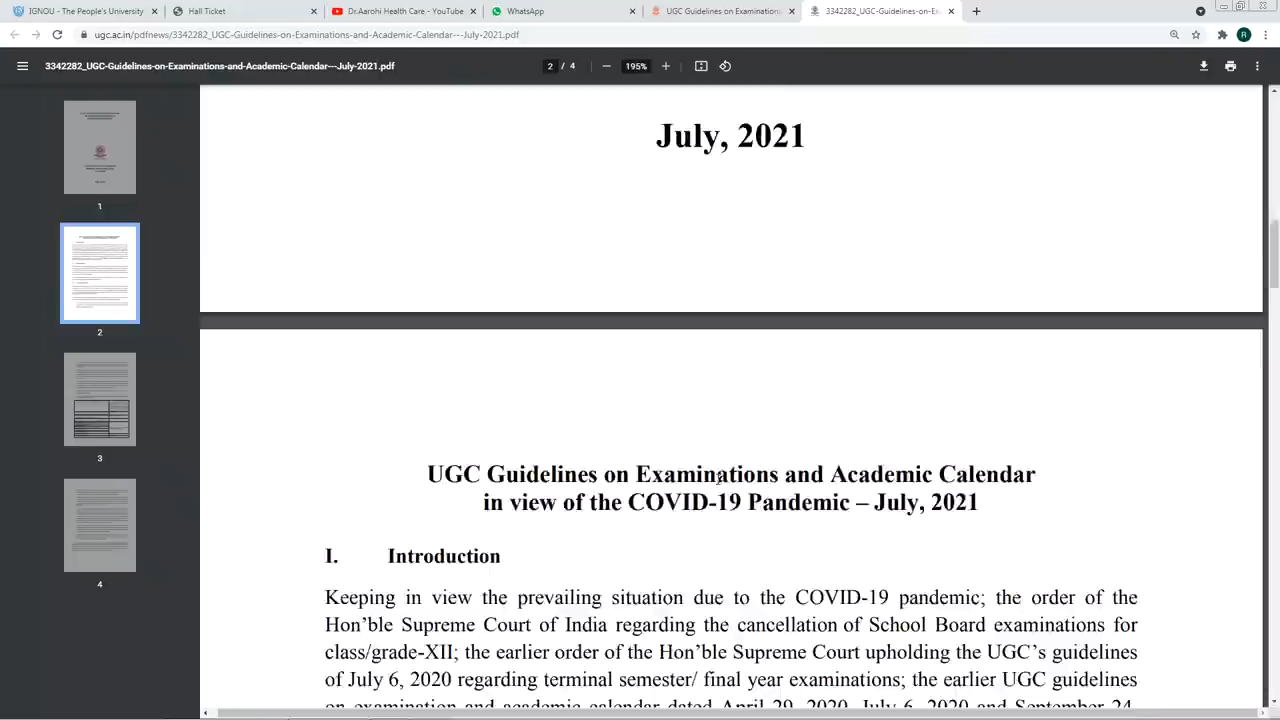 IGNOU - The People's University
Hall Ticket
Dr.Aarohi Health Care - YouTube
WhatsApp
UGC Guidelines on Examinations
3342282_UGC-Guidelines-on-Ex
ugc.ac.in/pdfnews/3342282_UGC-Guidelines-on-Examinations-and-Academic-Calendar---July-2021.pdf
R
3342282_UGC-Guidelines-on-Examinations-and-Academic-Calendar---July-2021.pdf
2 / 4
195%
1
2
3
4
July, 2021
UGC Guidelines on Examinations and Academic Calendar
in view of the COVID-19 Pandemic – July, 2021
I. Introduction
Keeping in view the prevailing situation due to the COVID-19 pandemic; the order of the
Hon’ble Supreme Court of India regarding the cancellation of School Board examinations for
class/grade-XII; the earlier order of the Hon’ble Supreme Court upholding the UGC’s guidelines
of July 6, 2020 regarding terminal semester/ final year examinations; the earlier UGC guidelines
on examination and academic calendar dated April 29, 2020, July 6, 2020 and September 24,